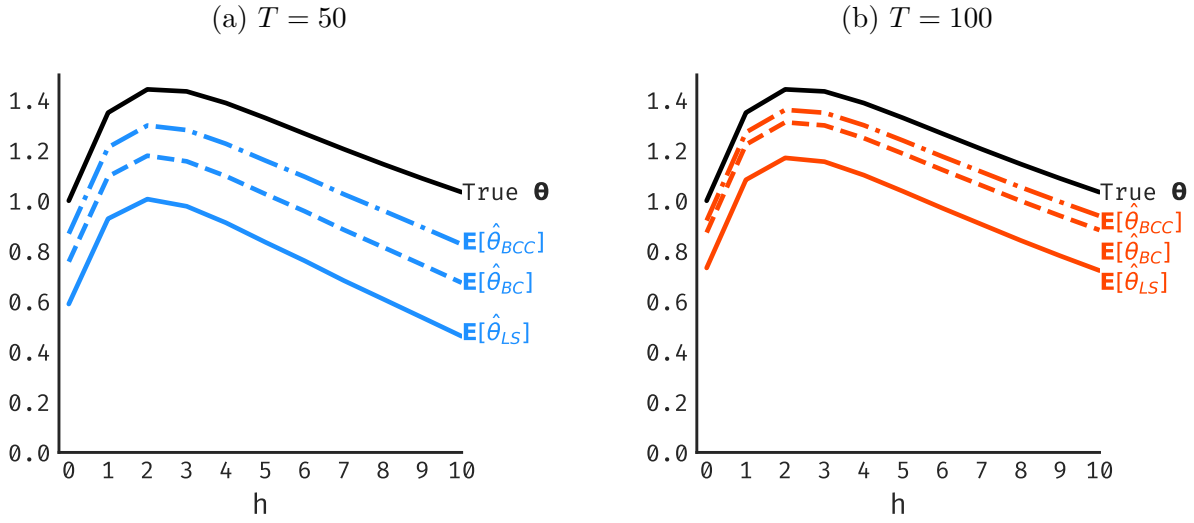 (a) T = 50
1.4
1.2
1.0
0.8
0.6
0.4
0.2
0.0
0 1 2 3 4 5 6 7 8 9 10
h
True θ
E[θ̂_BCC]
E[θ̂_BC]
E[θ̂_LS]
(b) T = 100
1.4
1.2
1.0
0.8
0.6
0.4
0.2
0.0
0 1 2 3 4 5 6 7 8 9 10
h
True θ
E[θ̂_BCC]
E[θ̂_BC]
E[θ̂_LS]